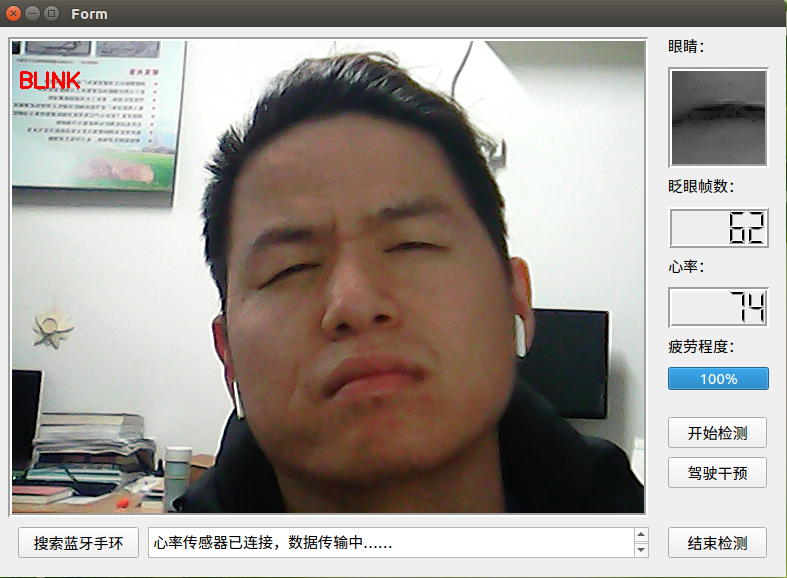 Form
BLINK
眼睛：
眨眼帧数：
62
心率：
74
疲劳程度：
100%
开始检测
驾驶干预
搜索蓝牙手环
心率传感器已连接，数据传输中......
结束检测